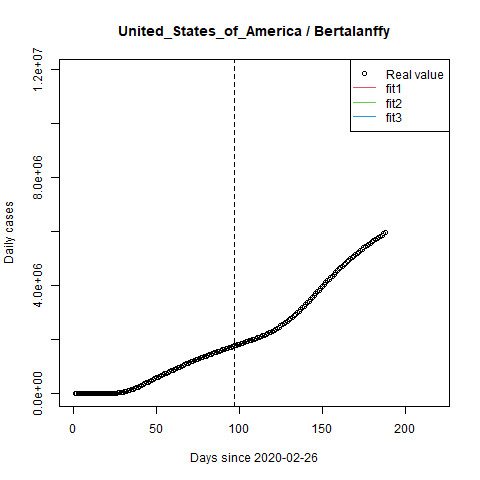 United_States_of_America / Bertalanffy
Real value
fit1
fit2
fit3
1.2e+07
8.0e+06
4.0e+06
0.0e+00
Daily cases
0 50 100 150 200
Days since 2020-02-26